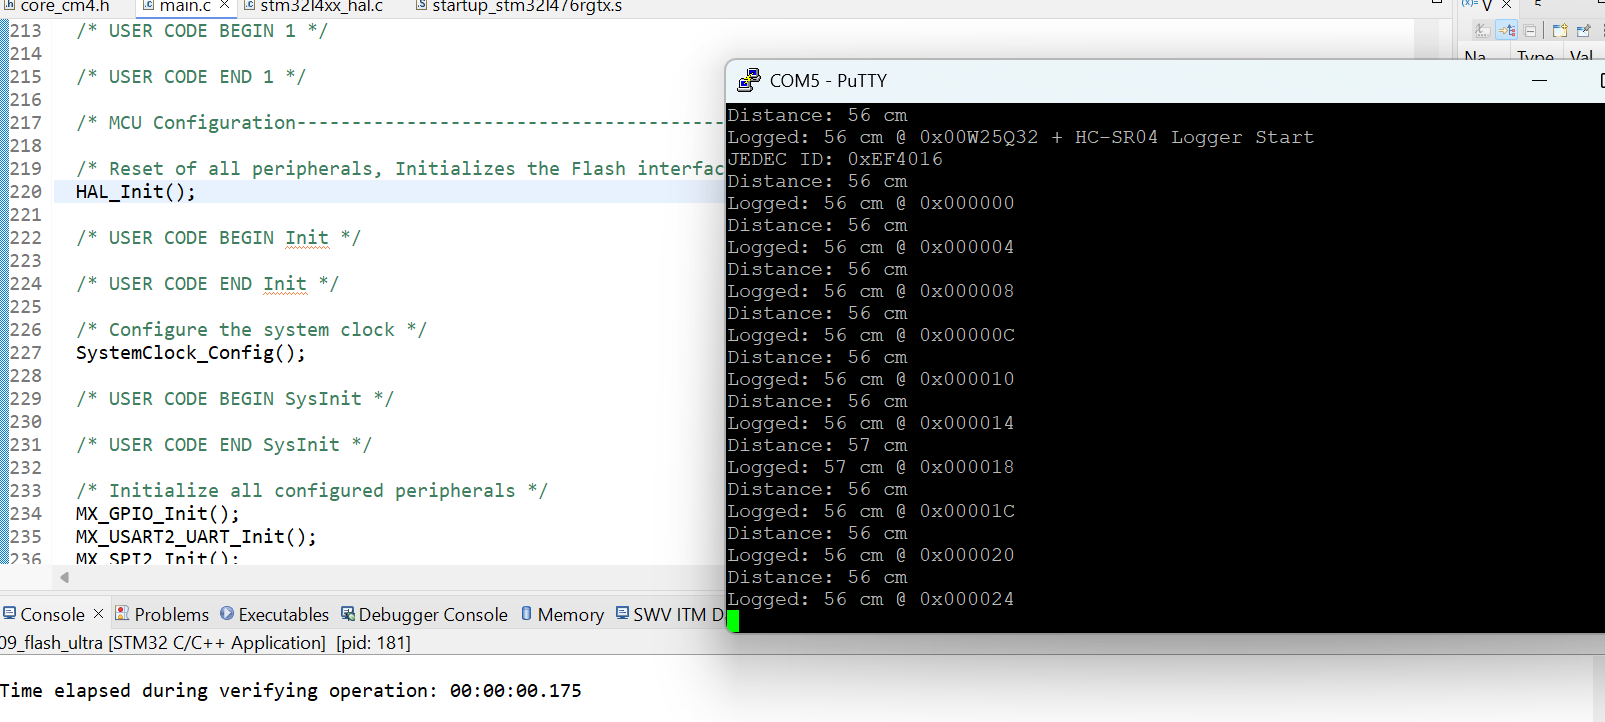 core_cm4.h main.c stm32l4xx_hal.c startup_stm32l476rgtx.s
213 /* USER CODE BEGIN 1 */
214
215 /* USER CODE END 1 */
216
217 /* MCU Configuration----------------------------------------
218
219 /* Reset of all peripherals, Initializes the Flash interfac
220 HAL_Init();
221
222 /* USER CODE BEGIN Init */
223
224 /* USER CODE END Init */
225
226 /* Configure the system clock */
227 SystemClock_Config();
228
229 /* USER CODE BEGIN SysInit */
230
231 /* USER CODE END SysInit */
232
233 /* Initialize all configured peripherals */
234 MX_GPIO_Init();
235 MX_USART2_UART_Init();
236 MX_SPI2_Init();
(x)= V
Na Type Val
COM5 - PuTTY
Distance: 56 cm
Logged: 56 cm @ 0x00W25Q32 + HC-SR04 Logger Start
JEDEC ID: 0xEF4016
Distance: 56 cm
Logged: 56 cm @ 0x000000
Distance: 56 cm
Logged: 56 cm @ 0x000004
Distance: 56 cm
Logged: 56 cm @ 0x000008
Distance: 56 cm
Logged: 56 cm @ 0x00000C
Distance: 56 cm
Logged: 56 cm @ 0x000010
Distance: 56 cm
Logged: 56 cm @ 0x000014
Distance: 57 cm
Logged: 57 cm @ 0x000018
Distance: 56 cm
Logged: 56 cm @ 0x00001C
Distance: 56 cm
Logged: 56 cm @ 0x000020
Distance: 56 cm
Logged: 56 cm @ 0x000024
Console Problems Executables Debugger Console Memory SWV ITM D
09_flash_ultra [STM32 C/C++ Application] [pid: 181]
Time elapsed during verifying operation: 00:00:00.175